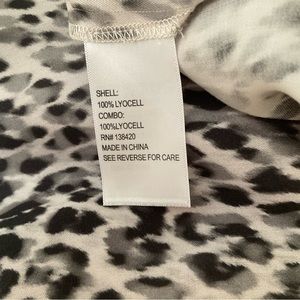 SHELL:
100% LYOCELL
COMBO:
100%LYOCELL
RN# 138420
MADE IN CHINA
SEE REVERSE FOR CARE